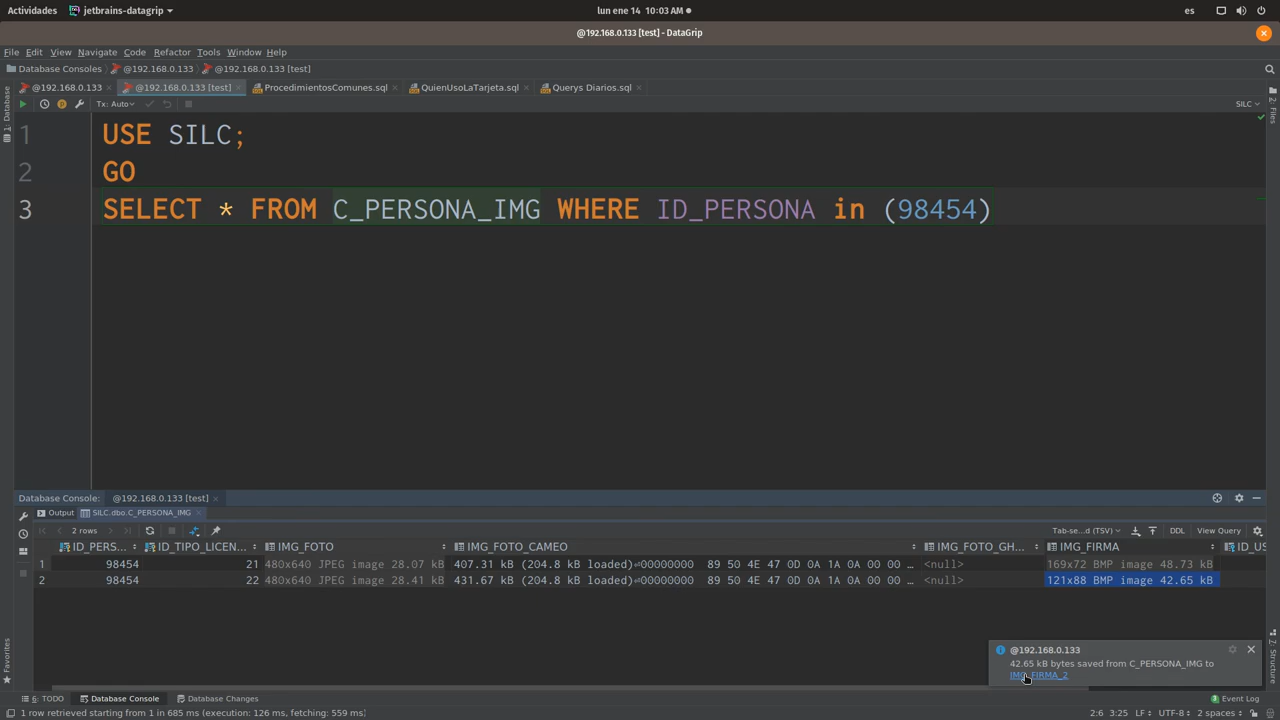 Actividades jetbrains-datagrip lun ene 14 10:03 AM es
@192.168.0.133 [test] - DataGrip
File Edit View Navigate Code Refactor Tools Window Help
Database Consoles @192.168.0.133 @192.168.0.133 [test]
@192.168.0.133 @192.168.0.133 [test] ProcedimientosComunes.sql QuienUsoLaTarjeta.sql Querys Diarios.sql
Tx: Auto SILC
1: Database
2: Files
1 USE SILC;
2 GO
3 SELECT * FROM C_PERSONA_IMG WHERE ID_PERSONA in (98454)
Database Console: @192.168.0.133 [test]
Output SILC.dbo.C_PERSONA_IMG
2 rows Tab-se...d (TSV) DDL View Query
ID_PERS... ID_TIPO_LICEN... IMG_FOTO IMG_FOTO_CAMEO IMG_FOTO_GH... IMG_FIRMA ID_US
1 98454 21 480x640 JPEG image 28.07 kB 407.31 kB (204.8 kB loaded)⏎00000000 89 50 4E 47 0D 0A 1A 0A 00 00 … <null> 169x72 BMP image 48.73 kB
2 98454 22 480x640 JPEG image 28.41 kB 431.67 kB (204.8 kB loaded)⏎00000000 89 50 4E 47 0D 0A 1A 0A 00 00 … <null> 121x88 BMP image 42.65 kB
Favorites
Z: Structure
@192.168.0.133
42.65 kB bytes saved from C_PERSONA_IMG to
IMG_FIRMA_2
6: TODO Database Console Database Changes Event Log
1 row retrieved starting from 1 in 685 ms (execution: 126 ms, fetching: 559 ms) 2:6 3:25 LF UTF-8 2 spaces